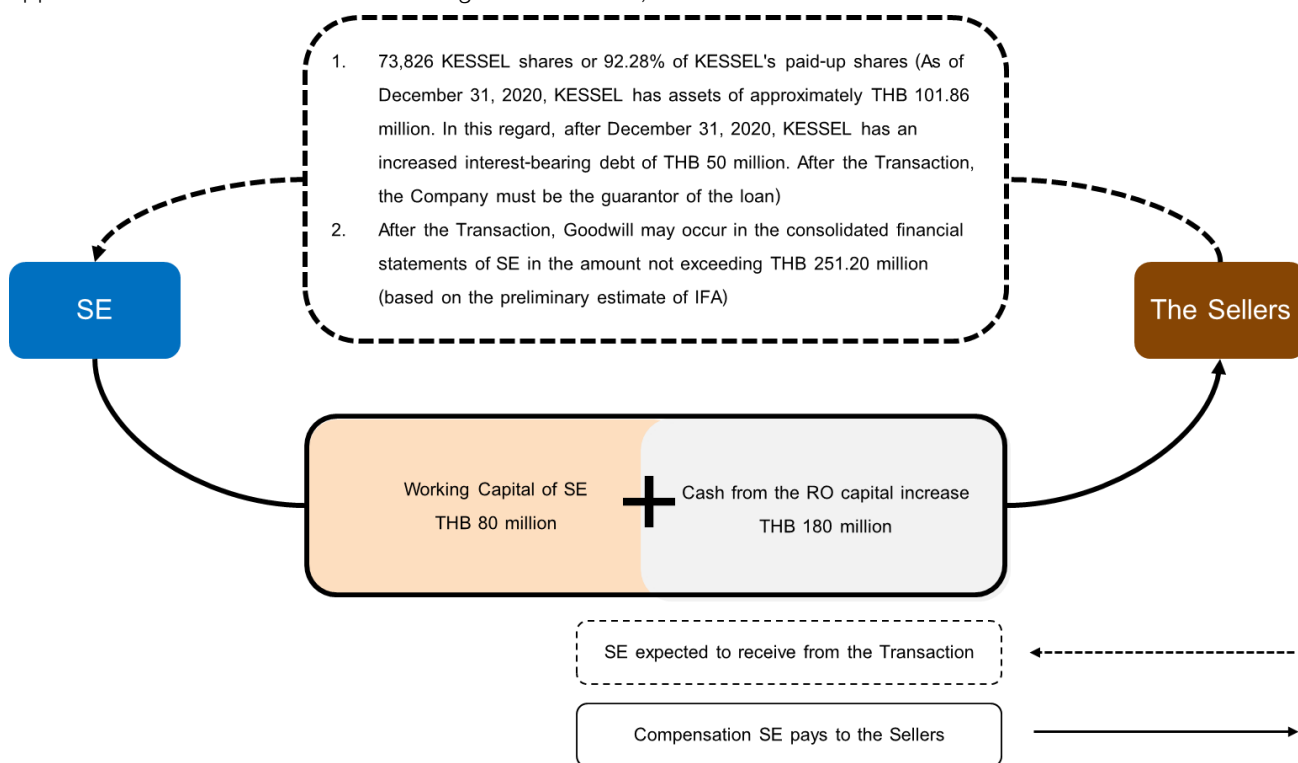 1. 73,826 KESSEL shares or 92.28% of KESSEL's paid-up shares (As of
December 31, 2020, KESSEL has assets of approximately THB 101.86
million. In this regard, after December 31, 2020, KESSEL has an
increased interest-bearing debt of THB 50 million. After the Transaction,
the Company must be the guarantor of the loan)
2. After the Transaction, Goodwill may occur in the consolidated financial
statements of SE in the amount not exceeding THB 251.20 million
(based on the preliminary estimate of IFA)
SE
The Sellers
Working Capital of SE
THB 80 million
+
Cash from the RO capital increase
THB 180 million
SE expected to receive from the Transaction
Compensation SE pays to the Sellers